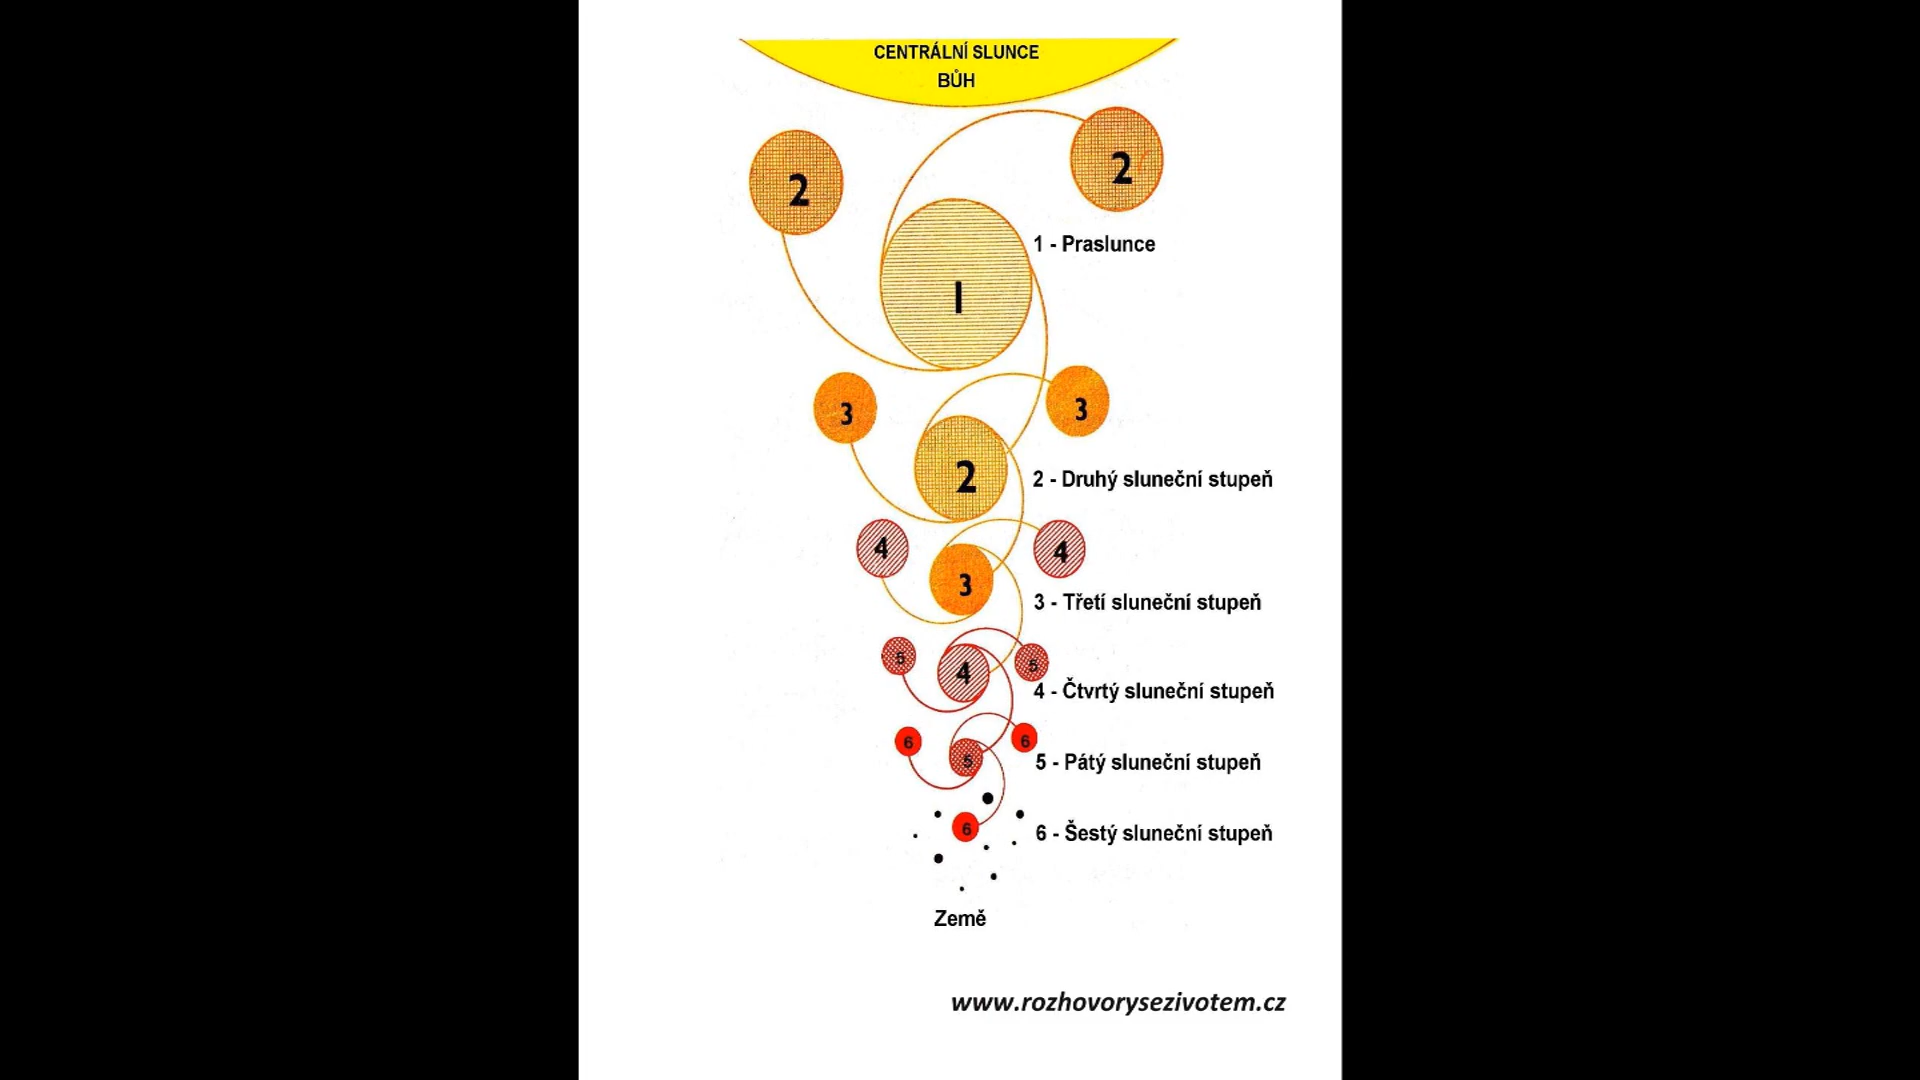 CENTRÁLNÍ SLUNCE
BŮH
2
2
1 - Praslunce
1
3
3
2
2 - Druhý sluneční stupeň
4
4
3
3 - Třetí sluneční stupeň
5
5
4
4 - Čtvrtý sluneční stupeň
6
6
5
5 - Pátý sluneční stupeň
6
6 - Šestý sluneční stupeň
Země
www.rozhovorysezivotem.cz